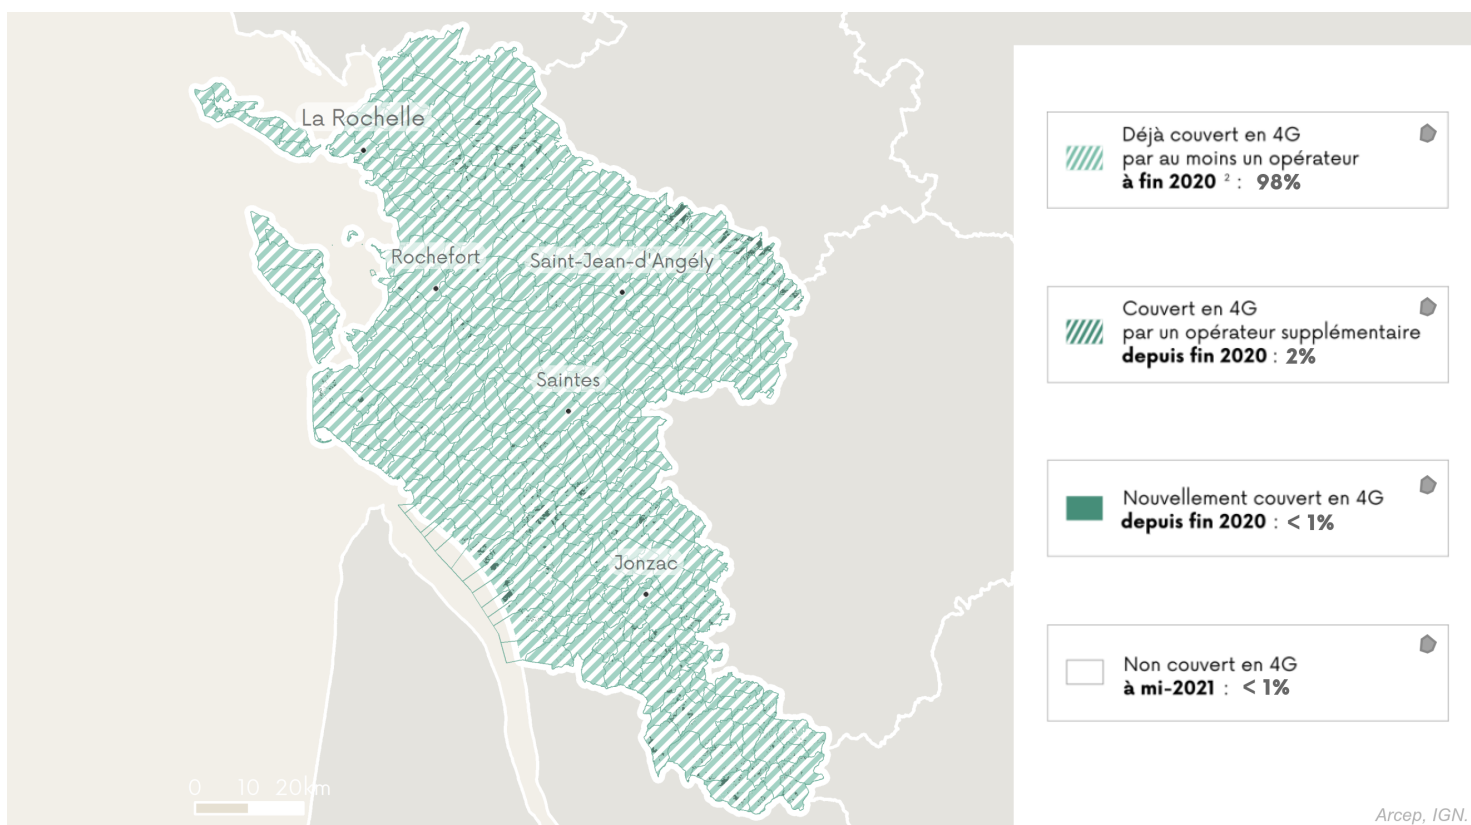 La Rochelle
Rochefort
Saint-Jean-d'Angély
Saintes
Jonzac
0 10 20km
Déjà couvert en 4G
par au moins un opérateur
à fin 2020 ² : 98%
Couvert en 4G
par un opérateur supplémentaire
depuis fin 2020 : 2%
Nouvellement couvert en 4G
depuis fin 2020 : < 1%
Non couvert en 4G
à mi-2021 : < 1%
Arcep, IGN.